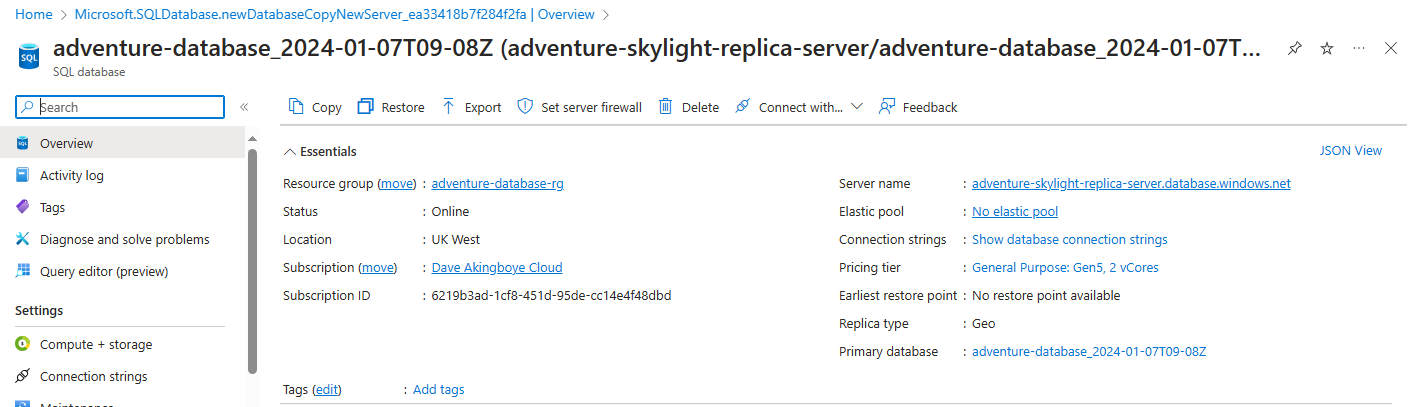 Home > Microsoft.SQLDatabase.newDatabaseCopyNewServer_ea33418b7f284f2fa | Overview >
adventure-database_2024-01-07T09-08Z (adventure-skylight-replica-server/adventure-database_2024-01-07T...
SQL
SQL database
Search
Copy Restore Export Set server firewall Delete Connect with... Feedback
Overview
Activity log
Tags
Diagnose and solve problems
Query editor (preview)
Settings
Compute + storage
Connection strings
Maintenance
Essentials
JSON View
Resource group (move) : adventure-database-rg
Status : Online
Location : UK West
Subscription (move) : Dave Akingboye Cloud
Subscription ID : 6219b3ad-1cf8-451d-95de-cc14e4f48dbd
Server name : adventure-skylight-replica-server.database.windows.net
Elastic pool : No elastic pool
Connection strings : Show database connection strings
Pricing tier : General Purpose: Gen5, 2 vCores
Earliest restore point : No restore point available
Replica type : Geo
Primary database : adventure-database_2024-01-07T09-08Z
Tags (edit) : Add tags